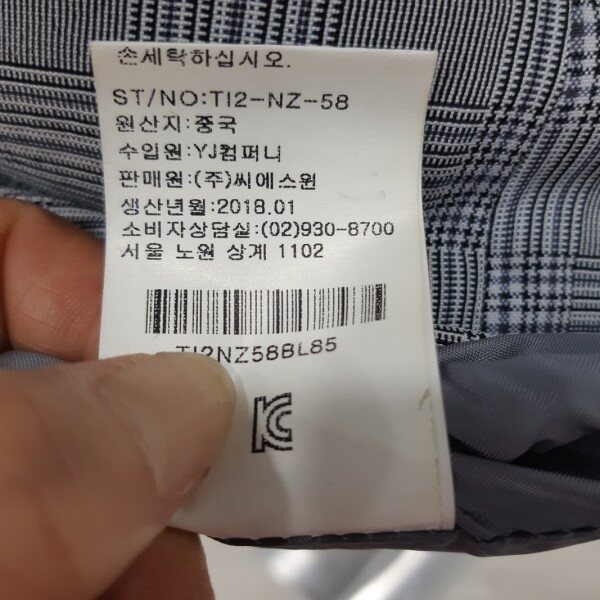 손세탁하십시오.
ST/NO:TI2-NZ-58
원산지:중국
수입원:YJ컴퍼니
판매원:(주)씨에스윈
생산년월:2018.01
소비자상담실:(02)930-8700
서울 노원 상계 1102
TI2NZ58BL85
KC